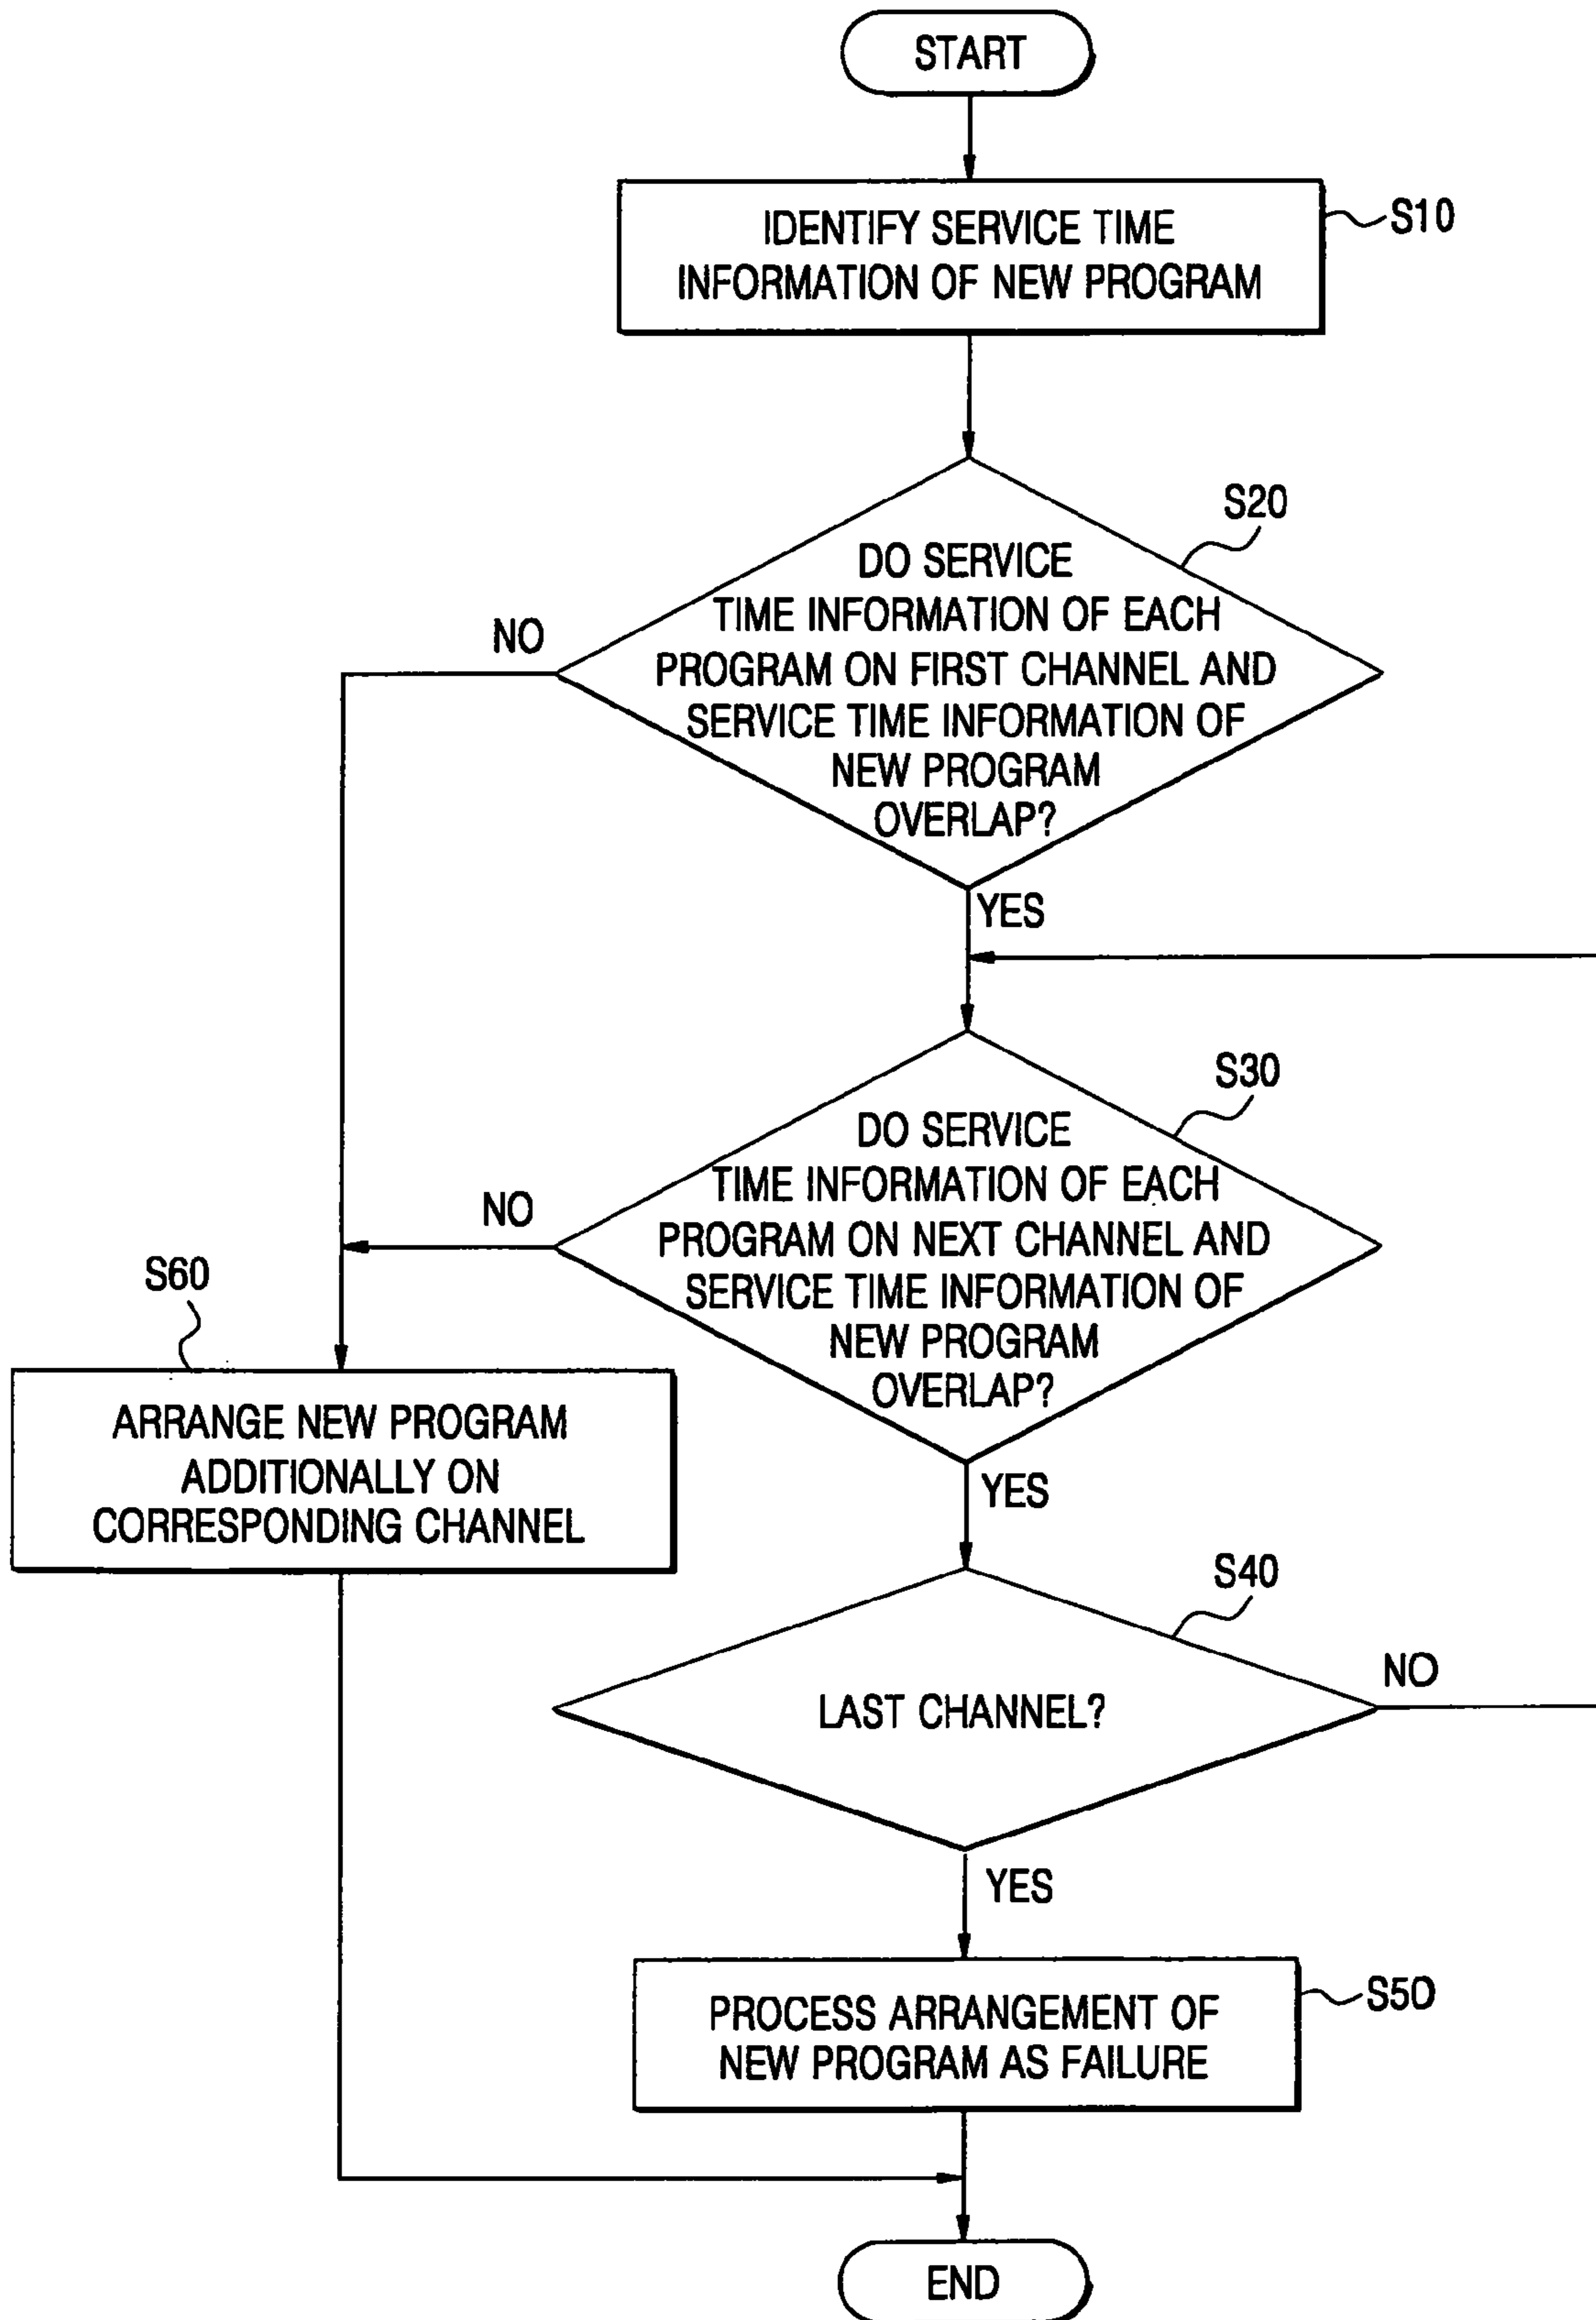 START
IDENTIFY SERVICE TIME
INFORMATION OF NEW PROGRAM
S10
S20
DO SERVICE
TIME INFORMATION OF EACH
PROGRAM ON FIRST CHANNEL AND
SERVICE TIME INFORMATION OF
NEW PROGRAM
OVERLAP?
NO
YES
S30
DO SERVICE
TIME INFORMATION OF EACH
PROGRAM ON NEXT CHANNEL AND
SERVICE TIME INFORMATION OF
NEW PROGRAM
OVERLAP?
NO
S60
ARRANGE NEW PROGRAM
ADDITIONALLY ON
CORRESPONDING CHANNEL
YES
S40
LAST CHANNEL?
NO
YES
PROCESS ARRANGEMENT OF
NEW PROGRAM AS FAILURE
S50
END